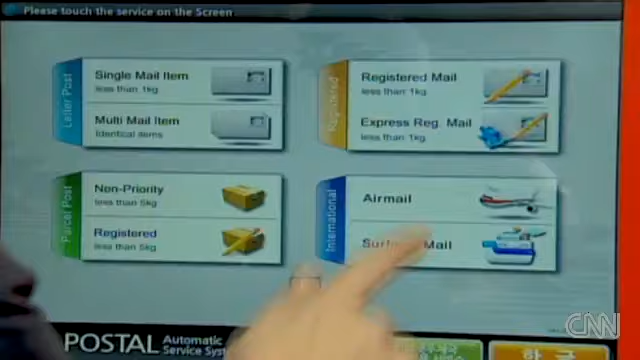 Please touch the service on the Screen
Letter Post
Single Mail Item
less than 1kg
Multi Mail Item
Identical items
Registered
Registered Mail
less than 1kg
Express Reg. Mail
less than 1kg
Parcel Post
Non-Priority
less than 5kg
Registered
less than 5kg
International
Airmail
Mail
POSTAL Automatic
Service
한 국
CNN